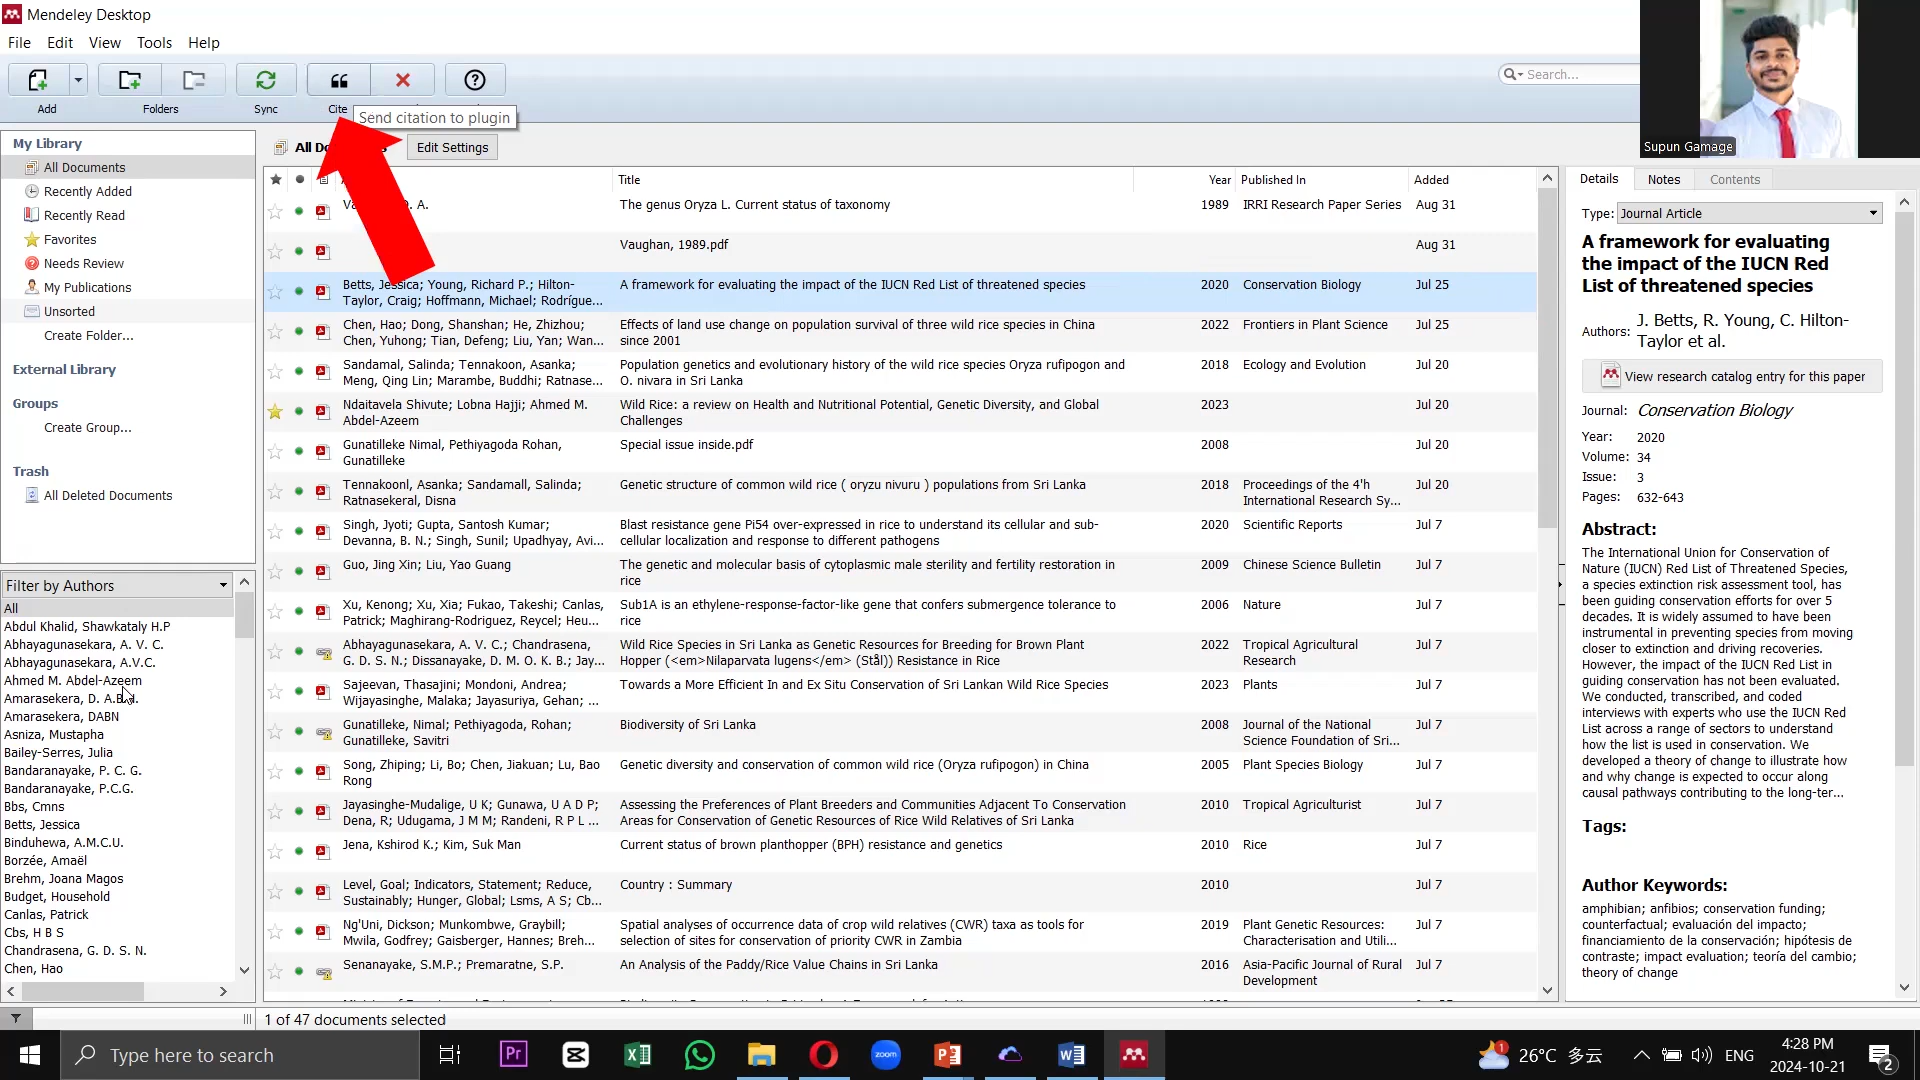 Mendeley Desktop
File Edit View Tools Help
Add Folders Sync Cite
Send citation to plugin
Search...
Supun Gamage
My Library
All Documents
Recently Added
Recently Read
Favorites
Needs Review
My Publications
Unsorted
Create Folder...
External Library
Groups
Create Group...
Trash
All Deleted Documents
Filter by Authors
All
Abdul Khalid, Shawkataly H.P
Abhayagunasekara, A. V. C.
Abhayagunasekara, A.V.C.
Ahmed M. Abdel-Azeem
Amarasekera, D. A.B.N.
Amarasekera, DABN
Asniza, Mustapha
Bailey-Serres, Julia
Bandaranayake, P. C. G.
Bandaranayake, P.C.G.
Bbs, Cmns
Betts, Jessica
Binduhewa, A.M.C.U.
Borzée, Amaël
Brehm, Joana Magos
Budget, Household
Canlas, Patrick
Cbs, H B S
Chandrasena, G. D. S. N.
Chen, Hao
Edit Settings
Title Year Published In Added
A. The genus Oryza L. Current status of taxonomy 1989 IRRI Research Paper Series Aug 31
Vaughan, 1989.pdf Aug 31
Betts, Jessica; Young, Richard P.; Hilton- A framework for evaluating the impact of the IUCN Red List of threatened species 2020 Conservation Biology Jul 25
Taylor, Craig; Hoffmann, Michael; Rodrígue...
Chen, Hao; Dong, Shanshan; He, Zhizhou; Effects of land use change on population survival of three wild rice species in China 2022 Frontiers in Plant Science Jul 25
Chen, Yuhong; Tian, Defeng; Liu, Yan; Wan... since 2001
Sandamal, Salinda; Tennakoon, Asanka; Population genetics and evolutionary history of the wild rice species Oryza rufipogon and 2018 Ecology and Evolution Jul 20
Meng, Qing Lin; Marambe, Buddhi; Ratnase... O. nivara in Sri Lanka
Ndaitavela Shivute; Lobna Hajji; Ahmed M. Wild Rice: a review on Health and Nutritional Potential, Genetic Diversity, and Global 2023 Jul 20
Abdel-Azeem Challenges
Gunatilleke Nimal, Pethiyagoda Rohan, Special issue inside.pdf 2008 Jul 20
Gunatilleke
Tennakoonl, Asanka; Sandamall, Salinda; Genetic structure of common wild rice ( oryzu nivuru ) populations from Sri Lanka 2018 Proceedings of the 4'h Jul 20
Ratnasekeral, Disna International Research Sy...
Singh, Jyoti; Gupta, Santosh Kumar; Blast resistance gene Pi54 over-expressed in rice to understand its cellular and sub- 2020 Scientific Reports Jul 7
Devanna, B. N.; Singh, Sunil; Upadhyay, Avi... cellular localization and response to different pathogens
Guo, Jing Xin; Liu, Yao Guang The genetic and molecular basis of cytoplasmic male sterility and fertility restoration in 2009 Chinese Science Bulletin Jul 7
rice
Xu, Kenong; Xu, Xia; Fukao, Takeshi; Canlas, Sub1A is an ethylene-response-factor-like gene that confers submergence tolerance to 2006 Nature Jul 7
Patrick; Maghirang-Rodriguez, Reycel; Heu... rice
Abhayagunasekara, A. V. C.; Chandrasena, Wild Rice Species in Sri Lanka as Genetic Resources for Breeding for Brown Plant 2022 Tropical Agricultural Jul 7
G. D. S. N.; Dissanayake, D. M. O. K. B.; Jay... Hopper (<em>Nilaparvata lugens</em> (Stål)) Resistance in Rice Research
Sajeevan, Thasajini; Mondoni, Andrea; Towards a More Efficient In and Ex Situ Conservation of Sri Lankan Wild Rice Species 2023 Plants Jul 7
Wijayasinghe, Malaka; Jayasuriya, Gehan; ...
Gunatilleke, Nimal; Pethiyagoda, Rohan; Biodiversity of Sri Lanka 2008 Journal of the National Jul 7
Gunatilleke, Savitri Science Foundation of Sri...
Song, Zhiping; Li, Bo; Chen, Jiakuan; Lu, Bao Genetic diversity and conservation of common wild rice (Oryza rufipogon) in China 2005 Plant Species Biology Jul 7
Rong
Jayasinghe-Mudalige, U K; Gunawa, U A D P; Assessing the Preferences of Plant Breeders and Communities Adjacent To Conservation 2010 Tropical Agriculturist Jul 7
Dena, R; Udugama, J M M; Randeni, R P L ... Areas for Conservation of Genetic Resources of Rice Wild Relatives of Sri Lanka
Jena, Kshirod K.; Kim, Suk Man Current status of brown planthopper (BPH) resistance and genetics 2010 Rice Jul 7
Level, Goal; Indicators, Statement; Reduce, Country : Summary 2010 Jul 7
Sustainably; Hunger, Global; Lsms, A S; Cb...
Ng'Uni, Dickson; Munkombwe, Graybill; Spatial analyses of occurrence data of crop wild relatives (CWR) taxa as tools for 2019 Plant Genetic Resources: Jul 7
Mwila, Godfrey; Gaisberger, Hannes; Breh... selection of sites for conservation of priority CWR in Zambia Characterisation and Utili...
Senanayake, S.M.P.; Premaratne, S.P. An Analysis of the Paddy/Rice Value Chains in Sri Lanka 2016 Asia-Pacific Journal of Rural Jul 7
Development
1 of 47 documents selected
Details Notes Contents
Type: Journal Article
A framework for evaluating
the impact of the IUCN Red
List of threatened species
Authors: J. Betts, R. Young, C. Hilton-
Taylor et al.
View research catalog entry for this paper
Journal: Conservation Biology
Year: 2020
Volume: 34
Issue: 3
Pages: 632-643
Abstract:
The International Union for Conservation of
Nature (IUCN) Red List of Threatened Species,
a species extinction risk assessment tool, has
been guiding conservation efforts for over 5
decades. It is widely assumed to have been
instrumental in preventing species from moving
closer to extinction and driving recoveries.
However, the impact of the IUCN Red List in
guiding conservation has not been evaluated.
We conducted, transcribed, and coded
interviews with experts who use the IUCN Red
List across a range of sectors to understand
how the list is used in conservation. We
developed a theory of change to illustrate how
and why change is expected to occur along
causal pathways contributing to the long-ter...
Tags:
Author Keywords:
amphibian; anfibios; conservation funding;
counterfactual; evaluación del impacto;
financiamiento de la conservación; hipótesis de
contraste; impact evaluation; teoría del cambio;
theory of change
Type here to search
Pr
zoom
1
26°C 多云
ENG
4:28 PM
2024-10-21
2